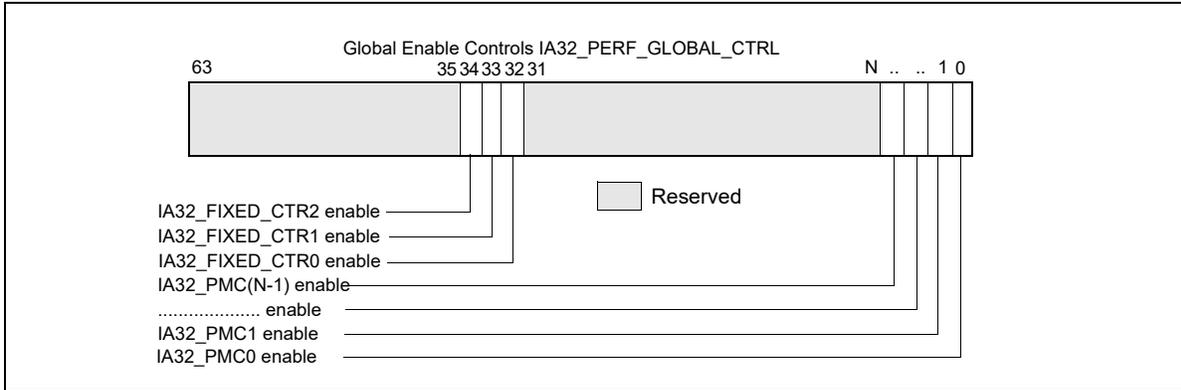 Global Enable Controls IA32_PERF_GLOBAL_CTRL
63 35 34 33 32 31 N .. .. 1 0
Reserved
IA32_FIXED_CTR2 enable
IA32_FIXED_CTR1 enable
IA32_FIXED_CTR0 enable
IA32_PMC(N-1) enable
.................... enable
IA32_PMC1 enable
IA32_PMC0 enable